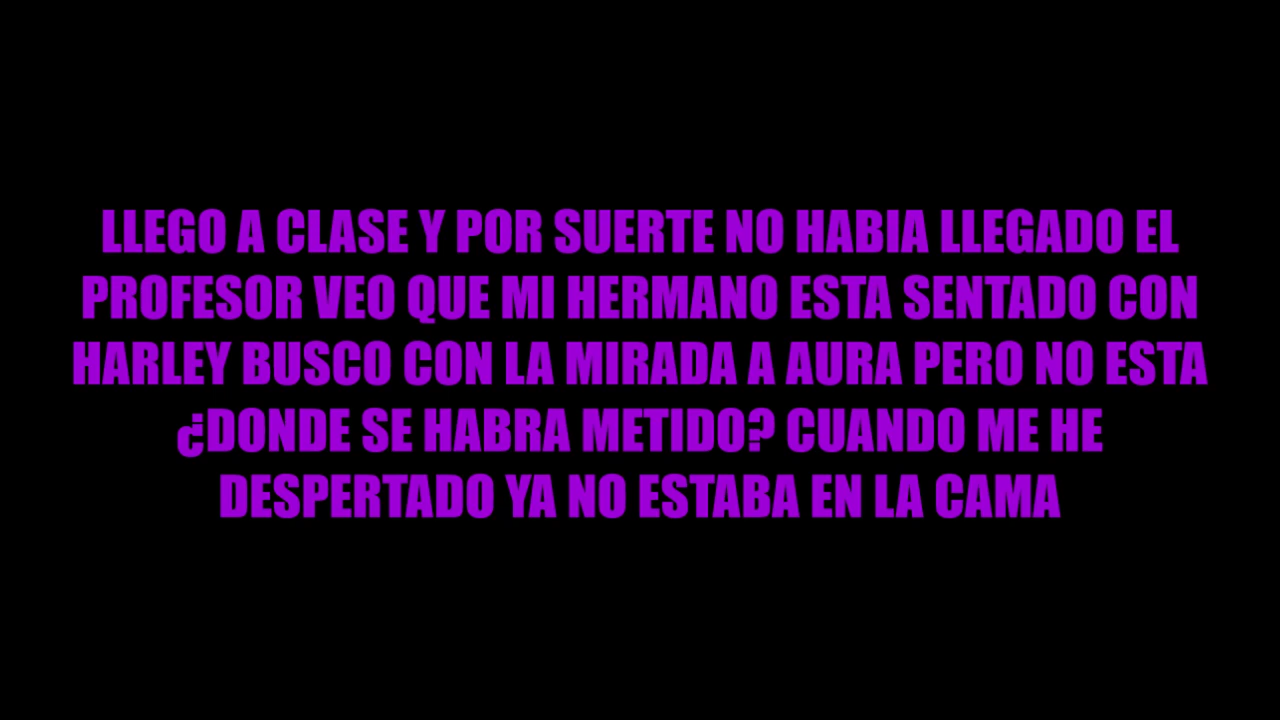 LLEGO A CLASE Y POR SUERTE NO HABIA LLEGADO EL
PROFESOR VEO QUE MI HERMANO ESTA SENTADO CON
HARLEY BUSCO CON LA MIRADA A AURA PERO NO ESTA
¿DONDE SE HABRA METIDO? CUANDO ME HE
DESPERTADO YA NO ESTABA EN LA CAMA